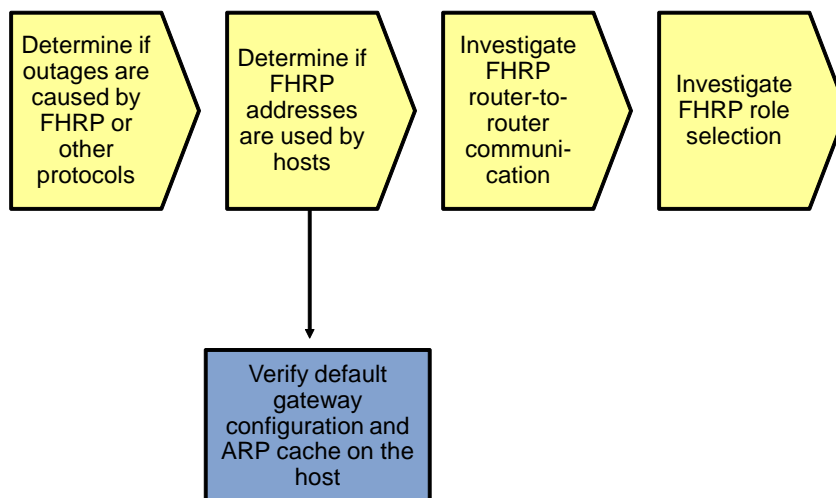 Determine if
outages are
caused by
FHRP or
other
protocols
Determine if
FHRP
addresses
are used by
hosts
Investigate
FHRP
router-to-
router
communi-
cation
Investigate
FHRP role
selection
Verify default
gateway
configuration and
ARP cache on the
host